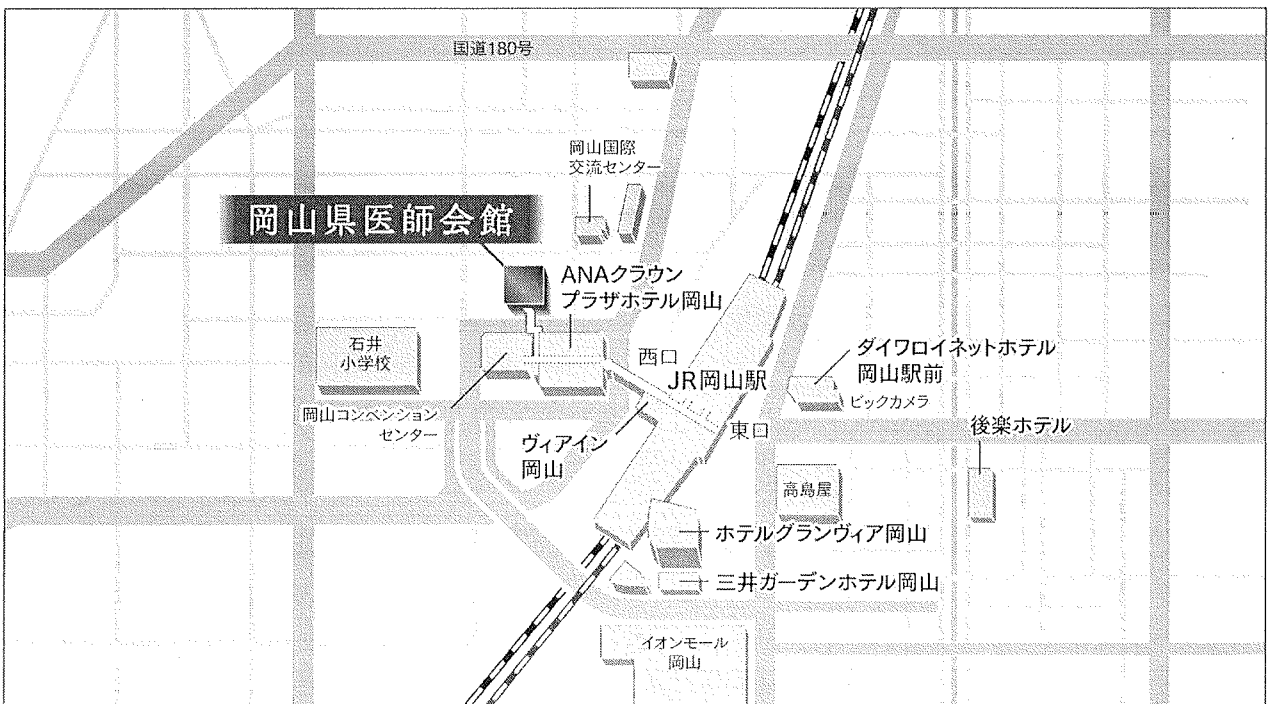 国道180号
岡山国際
交流センター
岡山県医師会館
ANAクラウン
プラザホテル岡山
石井
小学校
西口
JR岡山駅
ダイワロイネットホテル
岡山駅前
ビックカメラ
岡山コンベンション
センター
東口
後楽ホテル
ヴィアイン
岡山
高島屋
ホテルグランヴィア岡山
三井ガーデンホテル岡山
イオンモール
岡山